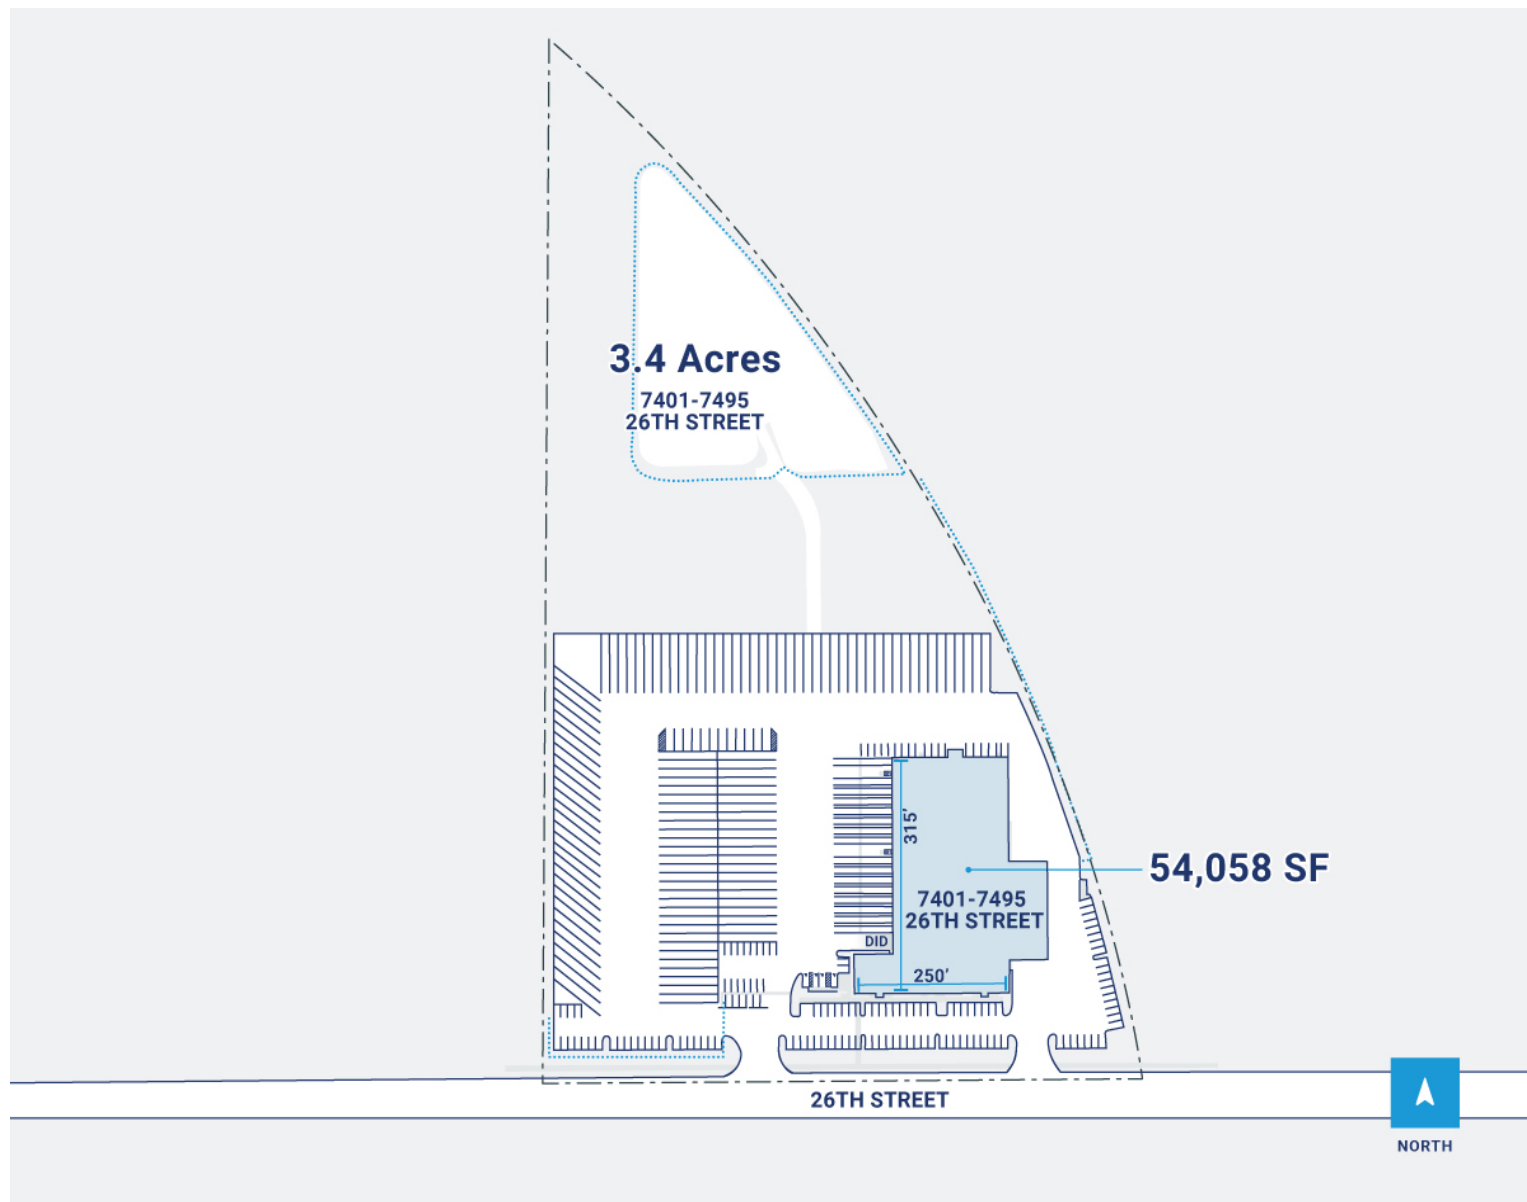 3.4 Acres
7401-7495
26TH STREET
315'
54,058 SF
7401-7495
26TH STREET
DID
250'
26TH STREET
NORTH